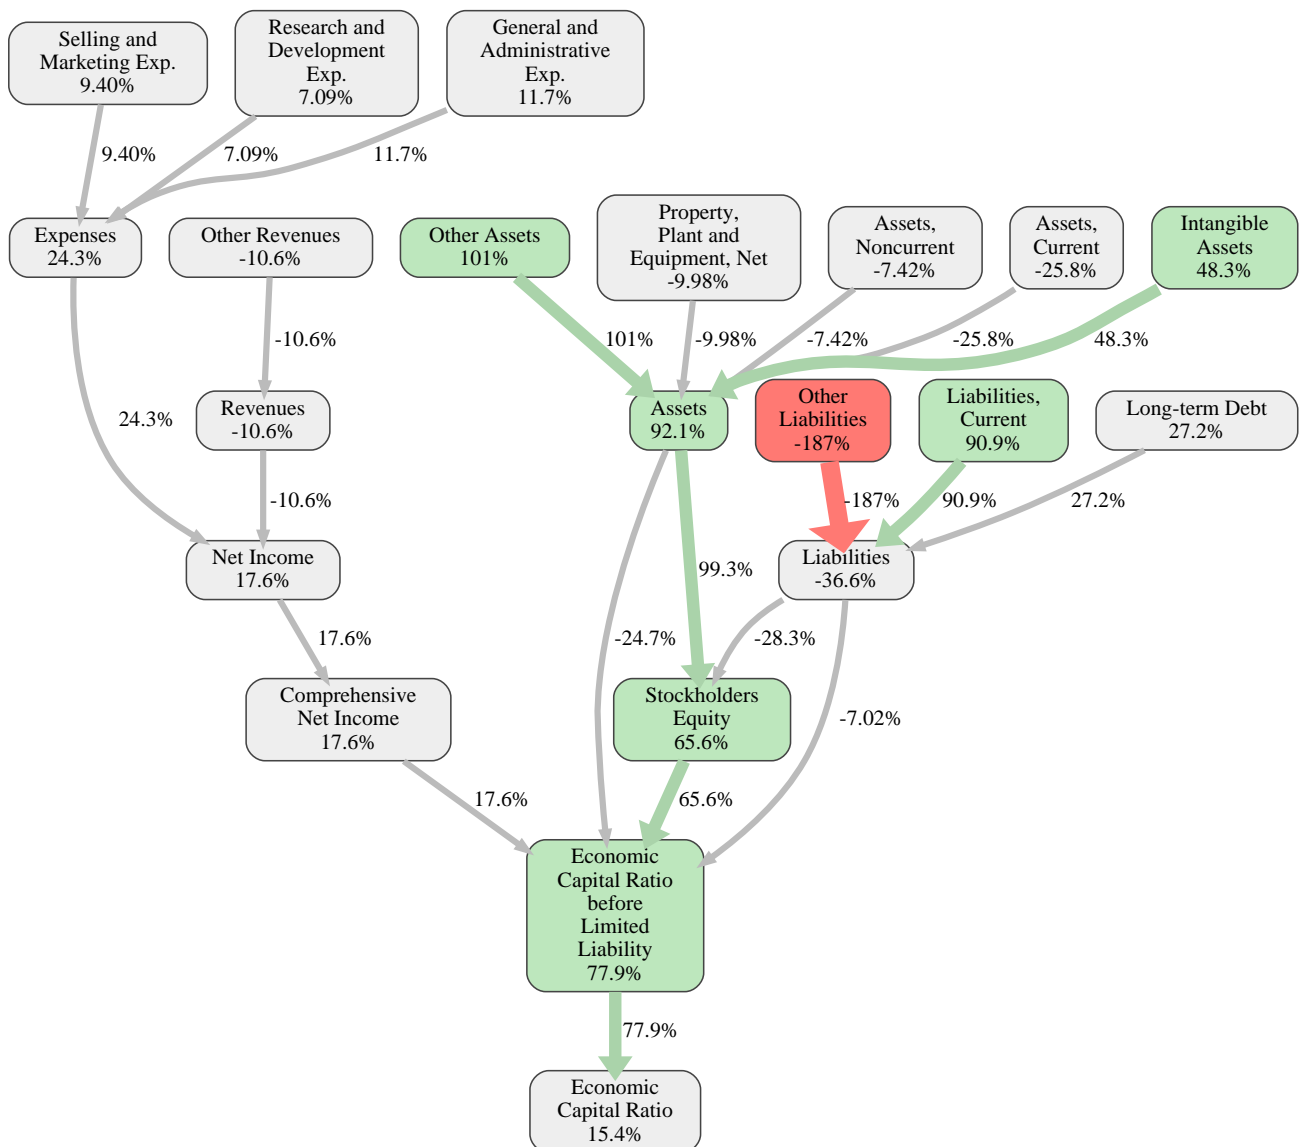 Selling and
Marketing Exp.
9.40%
Research and
Development
Exp.
7.09%
General and
Administrative
Exp.
11.7%
9.40%
7.09%
11.7%
Expenses
24.3%
Other Revenues
-10.6%
Other Assets
101%
Property,
Plant and
Equipment, Net
-9.98%
Assets,
Noncurrent
-7.42%
Assets,
Current
-25.8%
Intangible
Assets
48.3%
-10.6%
101%
-9.98%
-7.42%
-25.8%
48.3%
24.3%
Revenues
-10.6%
Assets
92.1%
Other
Liabilities
-187%
Liabilities,
Current
90.9%
Long-term Debt
27.2%
-10.6%
-187%
90.9%
27.2%
Net Income
17.6%
99.3%
Liabilities
-36.6%
17.6%
-24.7%
-28.3%
Comprehensive
Net Income
17.6%
Stockholders
Equity
65.6%
-7.02%
17.6%
65.6%
Economic
Capital Ratio
before
Limited
Liability
77.9%
77.9%
Economic
Capital Ratio
15.4%